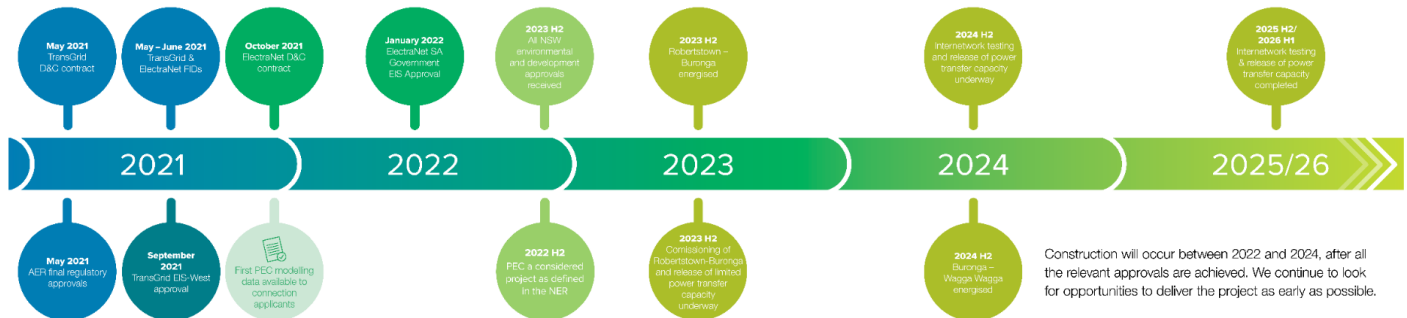 May 2021
TransGrid
D&C contract
May – June 2021
TransGrid &
ElectraNet FIDs
October 2021
ElectraNet D&C
contract
January 2022
ElectraNet SA
Government
EIS Approval
2023 H2
All NSW
environmental
and development
approvals
received
2023 H2
Robertstown –
Buronga
energised
2024 H2
Internetwork testing
and release of power
transfer capacity
underway
2025 H2/
2026 H1
Internetwork testing
& release of power
transfer capacity
completed
2021
2022
2023
2024
2025/26
May 2021
AER final regulatory
approvals
September
2021
TransGrid EIS-West
approval
First PEC modelling
data available to
connection
applicants
2022 H2
PEC a considered
project as defined
in the NER
2023 H2
Comissioning of
Robertstown-Buronga
and release of limited
power transfer
capacity
underway
2024 H2
Buronga –
Wagga Wagga
energised
Construction will occur between 2022 and 2024, after all
the relevant approvals are achieved. We continue to look
for opportunities to deliver the project as early as possible.